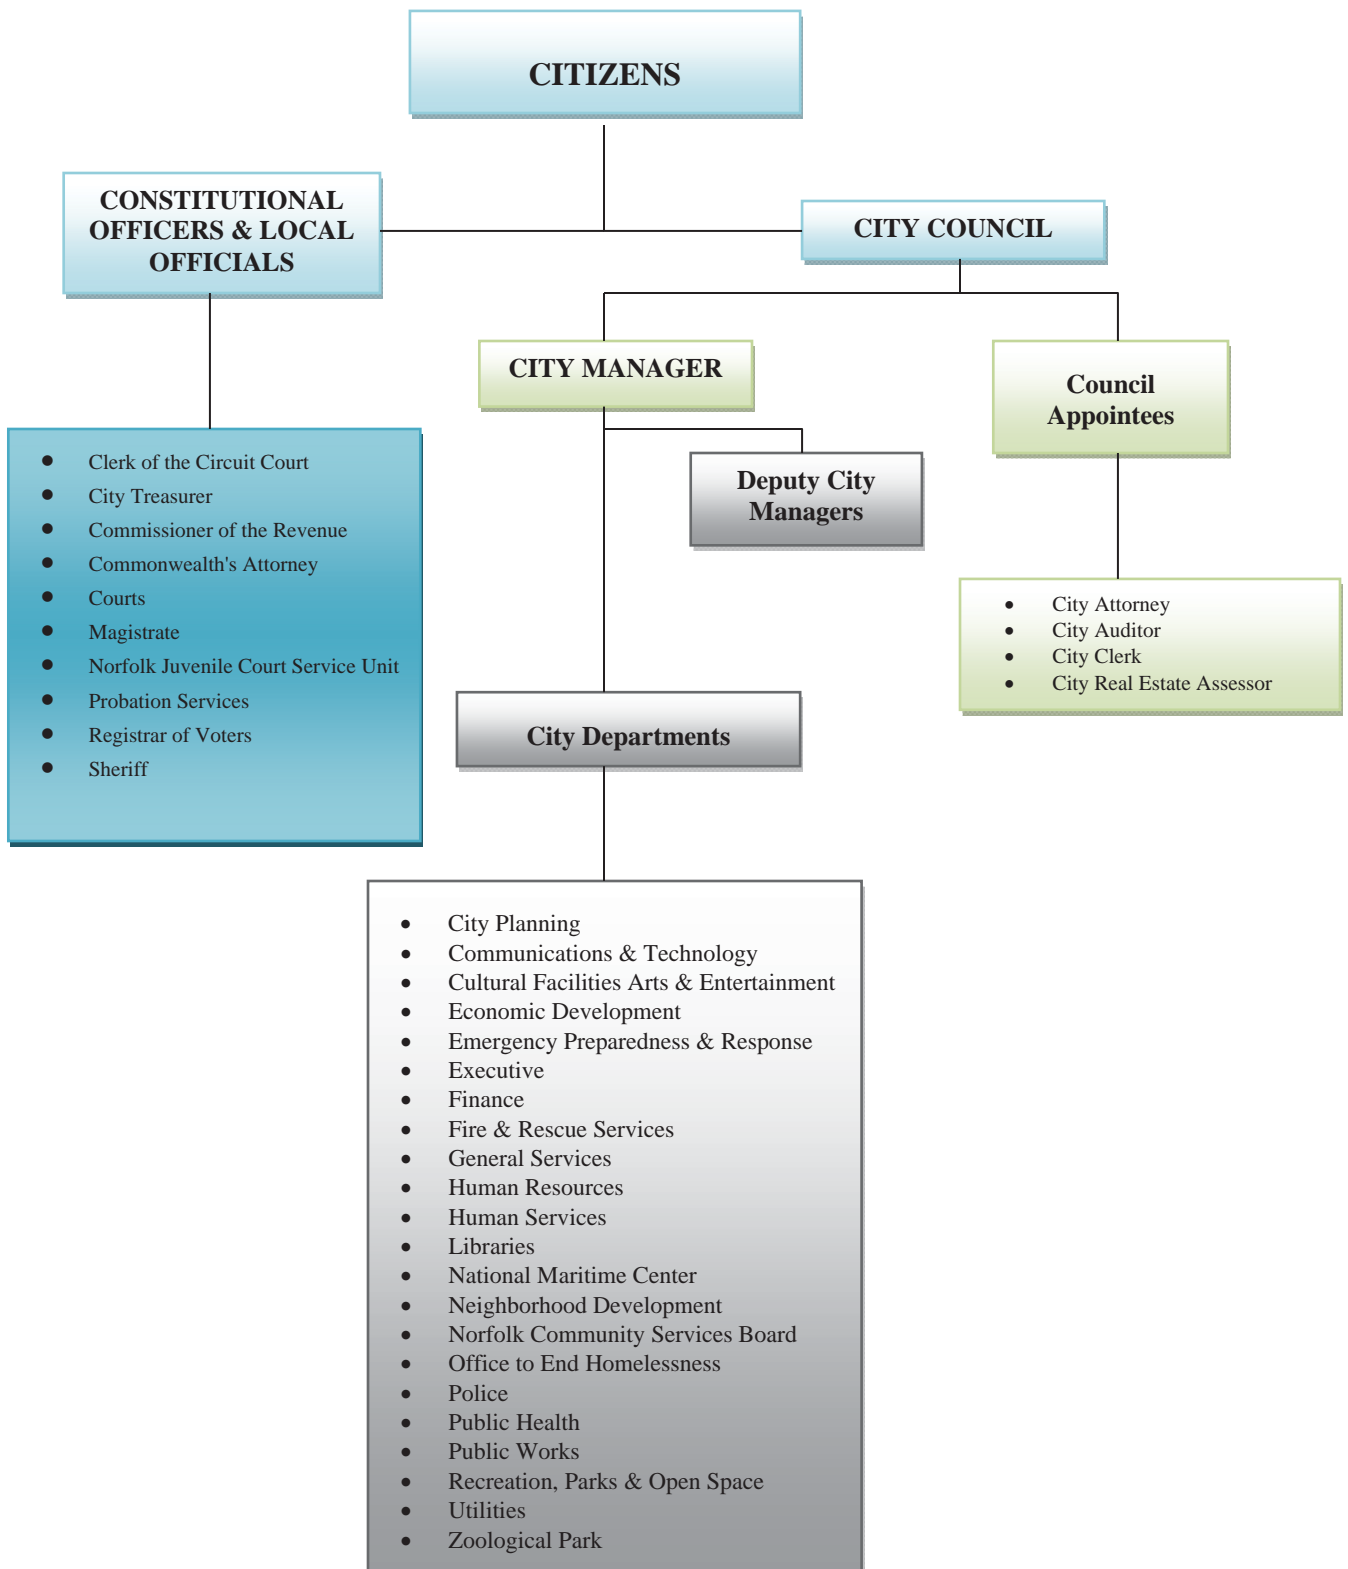 CITIZENS
CONSTITUTIONAL
OFFICERS & LOCAL
OFFICIALS
CITY COUNCIL
CITY MANAGER
Council
Appointees
Deputy City
Managers
• Clerk of the Circuit Court
• City Treasurer
• Commissioner of the Revenue
• Commonwealth's Attorney
• Courts
• Magistrate
• Norfolk Juvenile Court Service Unit
• Probation Services
• Registrar of Voters
• Sheriff
• City Attorney
• City Auditor
• City Clerk
• City Real Estate Assessor
City Departments
• City Planning
• Communications & Technology
• Cultural Facilities Arts & Entertainment
• Economic Development
• Emergency Preparedness & Response
• Executive
• Finance
• Fire & Rescue Services
• General Services
• Human Resources
• Human Services
• Libraries
• National Maritime Center
• Neighborhood Development
• Norfolk Community Services Board
• Office to End Homelessness
• Police
• Public Health
• Public Works
• Recreation, Parks & Open Space
• Utilities
• Zoological Park